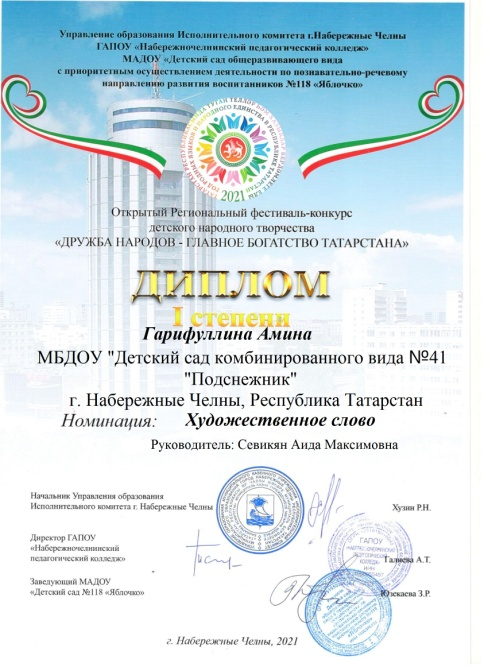 Управление образования Исполнительного комитета г.Набережные Челны
ГАПОУ «Набережночелнинский педагогический колледж»
МАДОУ «Детский сад общеразвивающего вида
с приоритетным осуществлением деятельности по познавательно-речевому
направлению развития воспитанников №118 «Яблочко»
2021
Открытый Региональный фестиваль-конкурс
детского народного творчества
«ДРУЖБА НАРОДОВ - ГЛАВНОЕ БОГАТСТВО ТАТАРСТАНА»
ДИПЛОМ
I степени
Гарифуллина Амина
МБДОУ "Детский сад комбинированного вида №41
"Подснежник"
г. Набережные Челны, Республика Татарстан
Номинация: Художественное слово
Руководитель: Севикян Аида Максимовна
Начальник Управления образования
Исполнительного комитета г. Набережные Челны
Хузин Р.Н.
Директор ГАПОУ
«Набережночелнинский
педагогический колледж»
Галиева А.Т.
Заведующий МАДОУ
«Детский сад №118 «Яблочко»
Юзекаева З.Р.
г. Набережные Челны, 2021